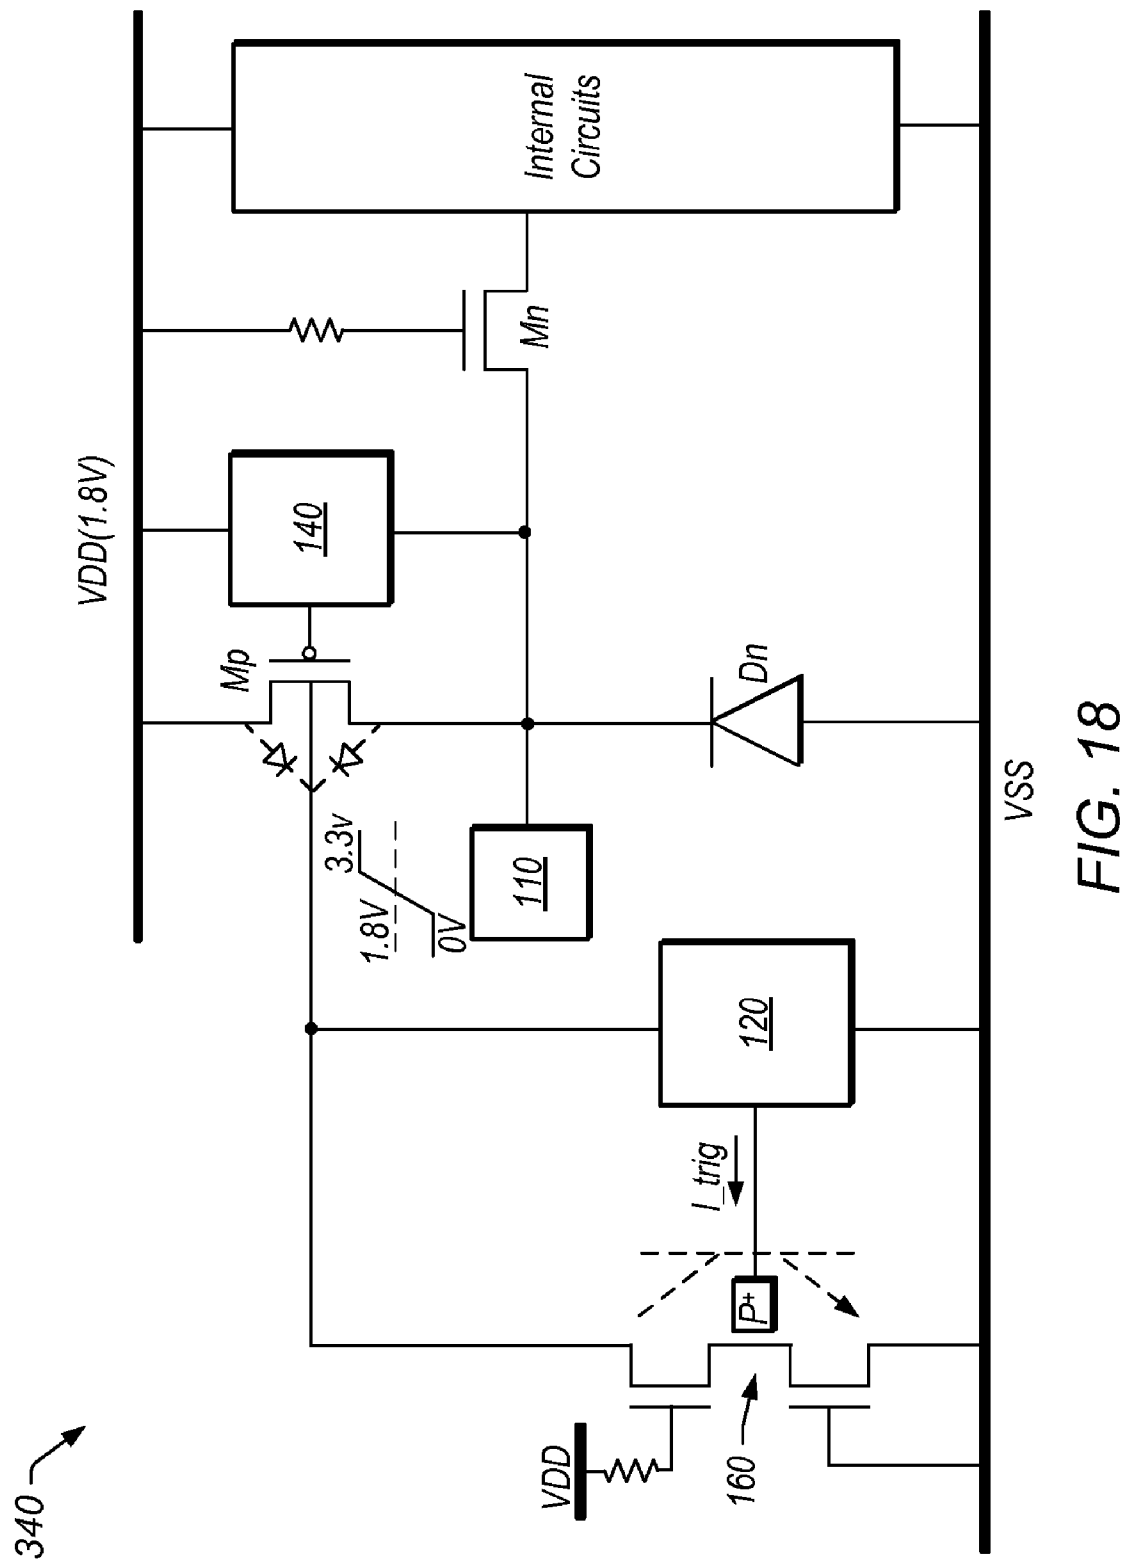 340
VDD(1.8V)
Mp
140
Internal
Circuits
Mn
1.8V
3.3v
0V
110
Dn
120
I_trig
P+
VDD
160
VSS
FIG. 18